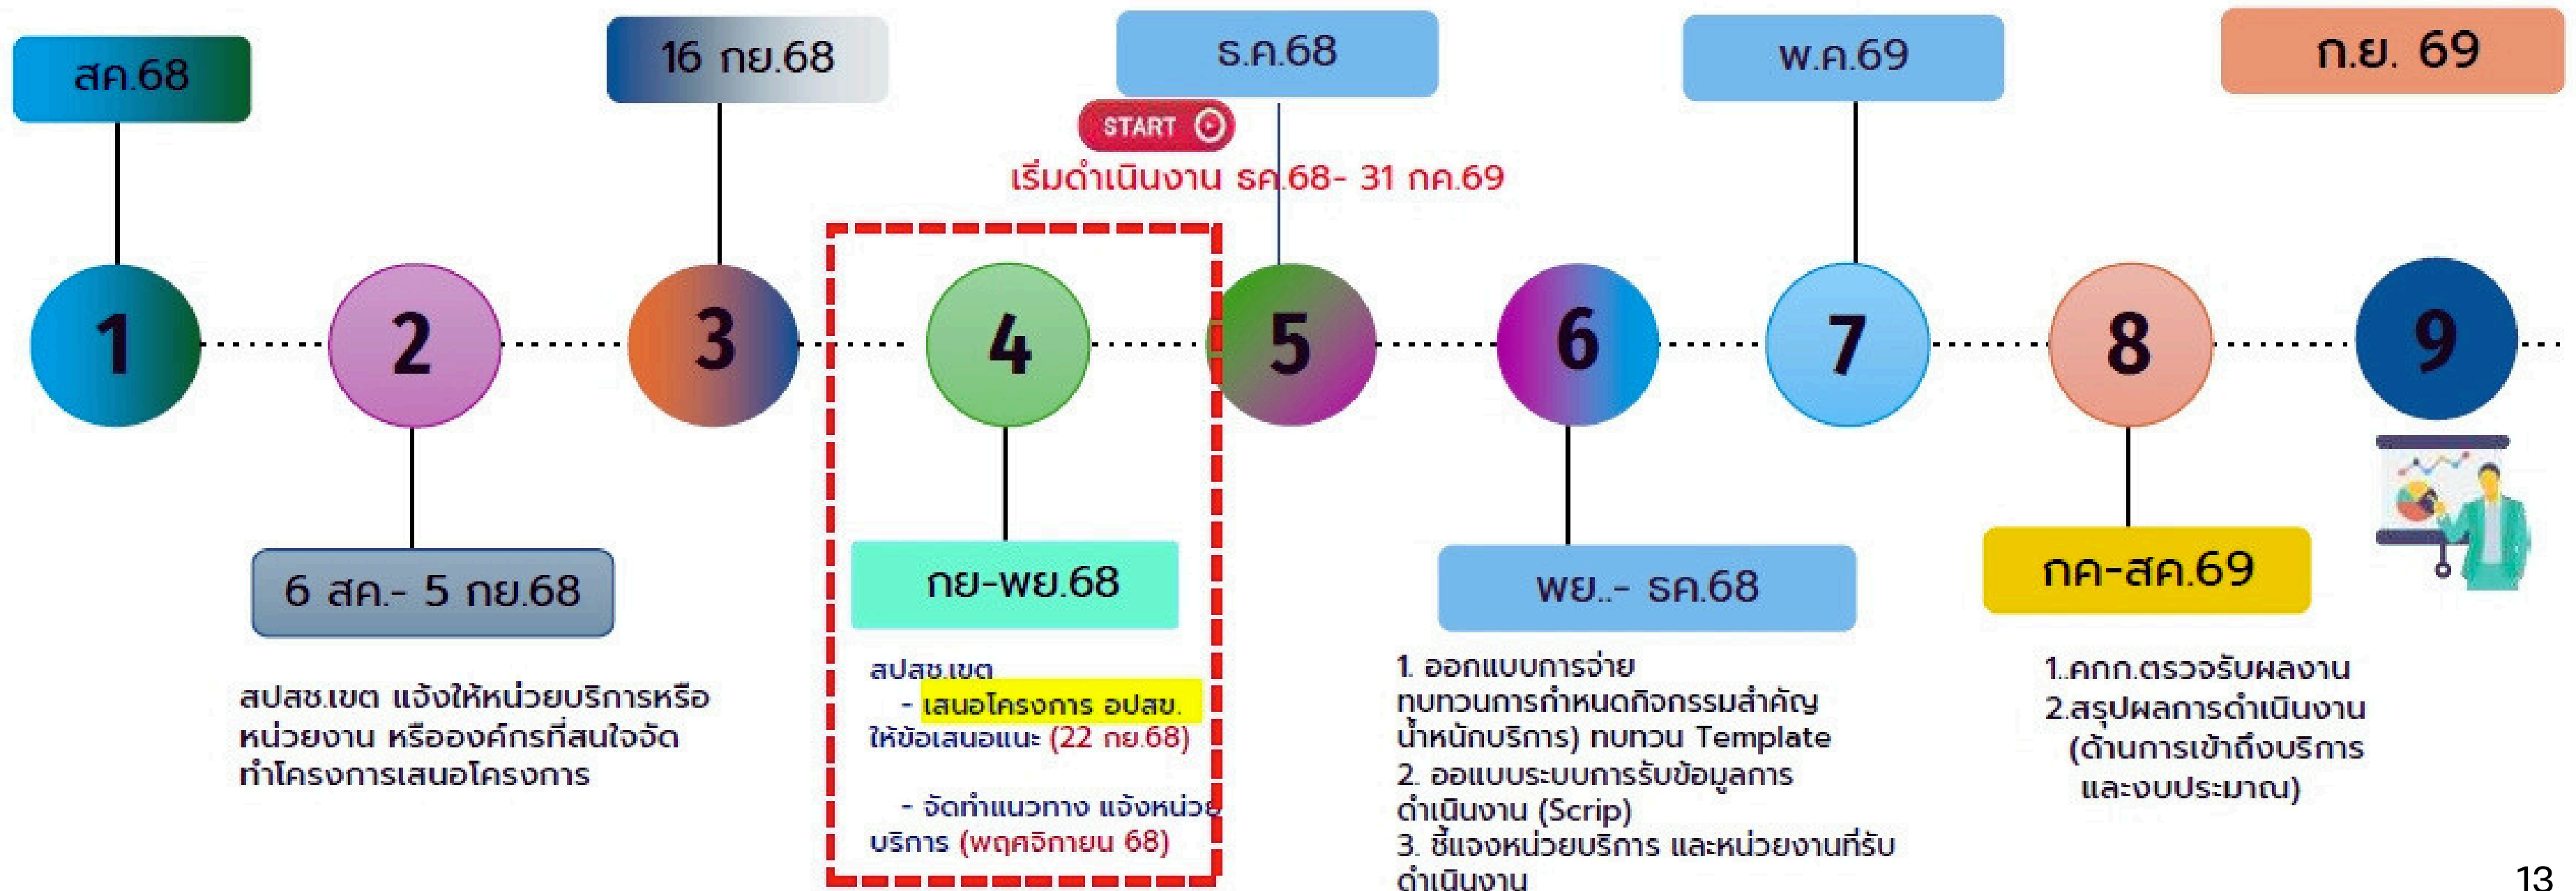 สค.68
16 กย.68
ธ.ค.68
พ.ค.69
ก.ย. 69
START
เริ่มดำเนินงาน ธค.68- 31 กค.69
1
2
3
4
5
6
7
8
9
6 สค.- 5 กย.68
สปสช.เขต แจ้งให้หน่วยบริการหรือ
หน่วยงาน หรือองค์กรที่สนใจจัด
ทำโครงการเสนอโครงการ
กย-พย.68
สปสช.เขต
- เสนอโครงการ อปสข.
ให้ข้อเสนอแนะ (22 กย.68)
- จัดทำแนวทาง แจ้งหน่วย
บริการ (พฤศจิกายน 68)
พย..- ธค.68
1. ออกแบบการจ่าย
ทบทวนการกำหนดกิจกรรมสำคัญ
น้ำหนักบริการ) ทบทวน Template
2. ออแบบระบบการรับข้อมูลการ
ดำเนินงาน (Scrip)
3. ชี้แจงหน่วยบริการ และหน่วยงานที่รับ
ดำเนินงาน
กค-สค.69
1..คกก.ตรวจรับผลงาน
2.สรุปผลการดำเนินงาน
(ด้านการเข้าถึงบริการ
และงบประมาณ)
13